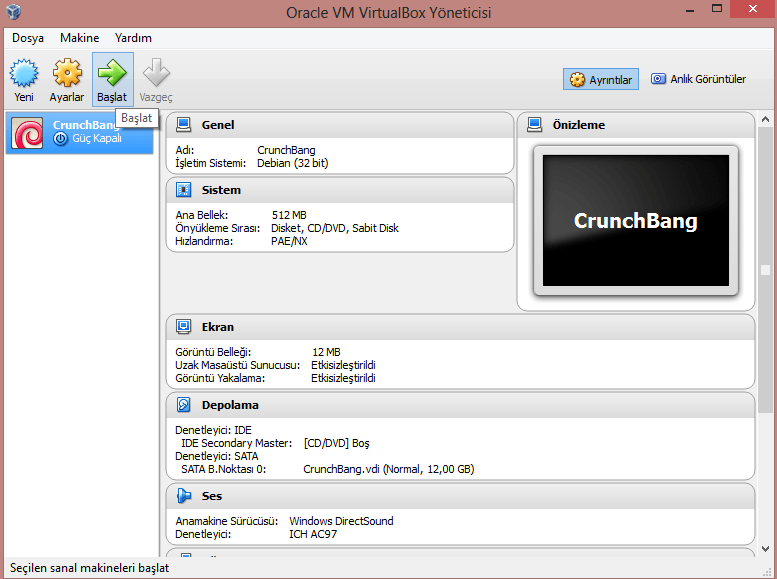 Oracle VM VirtualBox Yöneticisi
Dosya Makine Yardım
Yeni Ayarlar Başlat Vazgeç
Ayrıntılar Anlık Görüntüler
Başlat
CrunchBang
Güç Kapalı
Genel
Adı: CrunchBang
İşletim Sistemi: Debian (32 bit)
Önizleme
CrunchBang
Sistem
Ana Bellek: 512 MB
Önyükleme Sırası: Disket, CD/DVD, Sabit Disk
Hızlandırma: PAE/NX
Ekran
Görüntü Belleği: 12 MB
Uzak Masaüstü Sunucusu: Etkisizleştirildi
Görüntü Yakalama: Etkisizleştirildi
Depolama
Denetleyici: IDE
IDE Secondary Master: [CD/DVD] Boş
Denetleyici: SATA
SATA B.Noktası 0: CrunchBang.vdi (Normal, 12,00 GB)
Ses
Anamakine Sürücüsü: Windows DirectSound
Denetleyici: ICH AC97
Seçilen sanal makineleri başlat